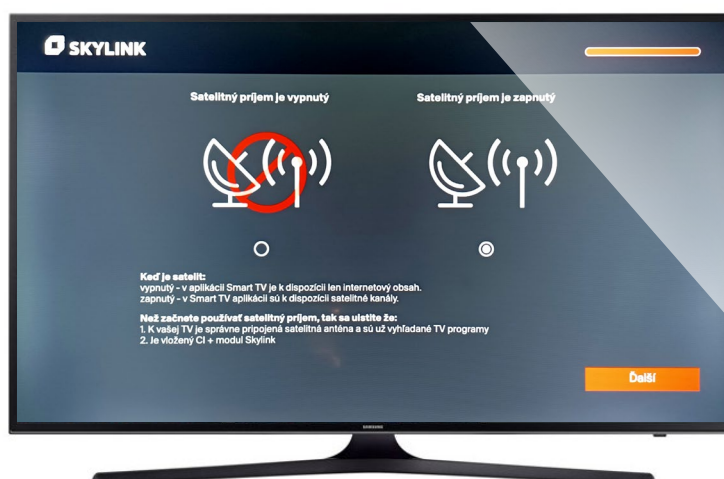 SKYLINK
Satelitný príjem je vypnutý
Satelitný príjem je zapnutý
Keď je satelit:
vypnutý - v aplikácii Smart TV je k dispozícii len internetový obsah.
zapnutý - v Smart TV aplikácií sú k dispozícii satelitné kanály.
Než začnete používať satelitný príjem, tak sa uistite že:
1. K vašej TV je správne pripojená satelitná anténa a sú už vyhľadané TV programy
2. Je vložený CI + modul Skylink
Ďalší
SAMSUNG